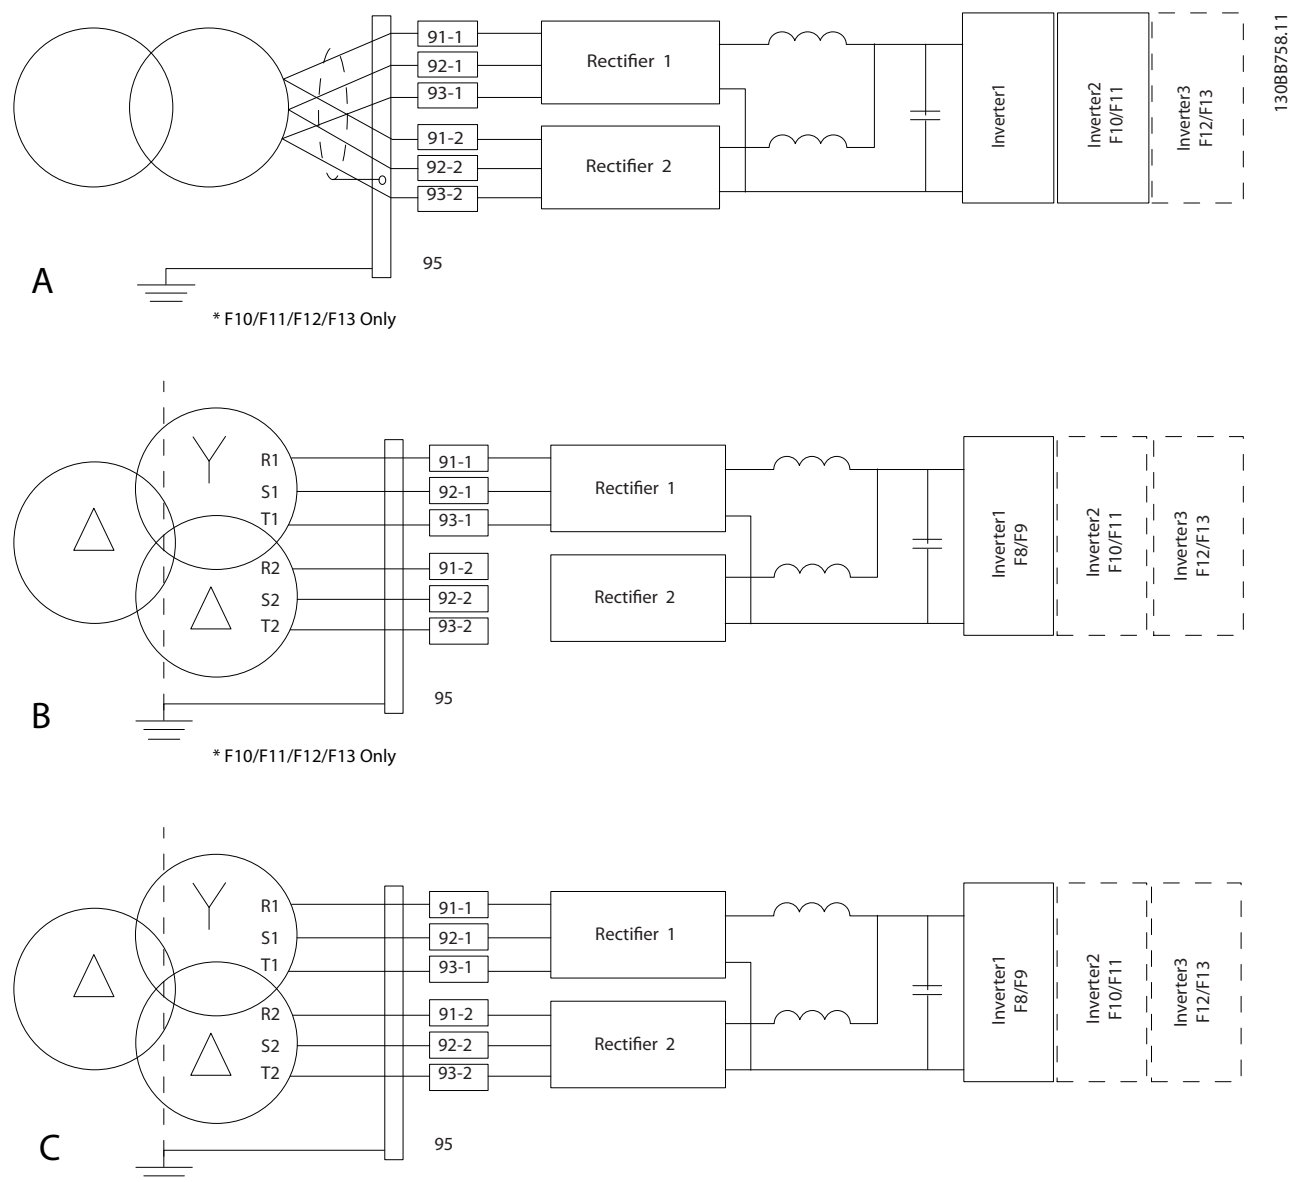 91-1
92-1
93-1
91-2
92-2
93-2
Rectifier 1
Rectifier 2
Inverter1
Inverter2
F10/F11
Inverter3
F12/F13
130BB758.11
95
A
* F10/F11/F12/F13 Only
R1
S1
T1
R2
S2
T2
91-1
92-1
93-1
91-2
92-2
93-2
Rectifier 1
Rectifier 2
Inverter1
F8/F9
Inverter2
F10/F11
Inverter3
F12/F13
95
B
* F10/F11/F12/F13 Only
R1
S1
T1
R2
S2
T2
91-1
92-1
93-1
91-2
92-2
93-2
Rectifier 1
Rectifier 2
Inverter1
F8/F9
Inverter2
F10/F11
Inverter3
F12/F13
95
C